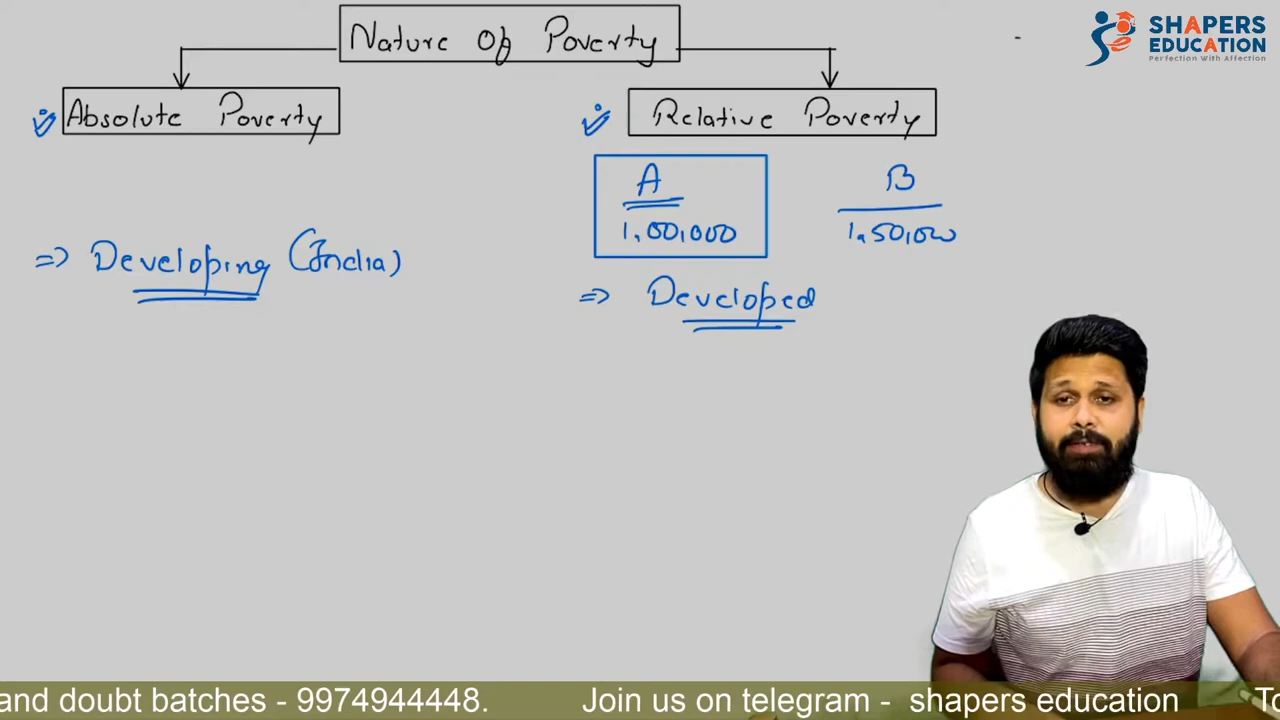 Nature Of Poverty
SHAPERS
EDUCATION
Perfection With Affection
Absolute Poverty
Relative Poverty
A
B
1,00,000
1,50,000
⇒ Developing (India)
⇒ Developed
and doubt batches - 9974944448.
Join us on telegram - shapers education
To